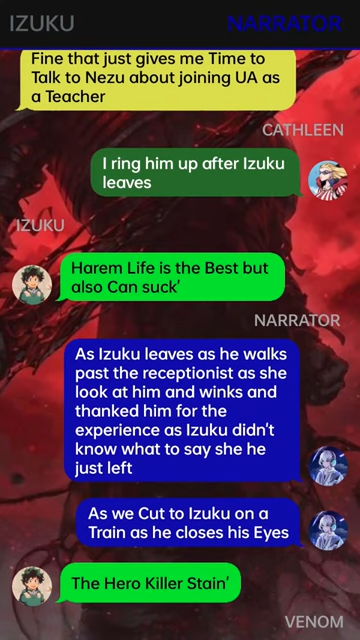 IZUKU NARRATOR
Fine that just gives me Time to
Talk to Nezu about joining UA as
a Teacher
CATHLEEN
I ring him up after Izuku
leaves
IZUKU
Harem Life is the Best but
also Can suck'
NARRATOR
As Izuku leaves as he walks
past the receptionist as she
look at him and winks and
thanked him for the
experience as Izuku didn't
know what to say she he
just left
As we Cut to Izuku on a
Train as he closes his Eyes
The Hero Killer Stain'
VENOM